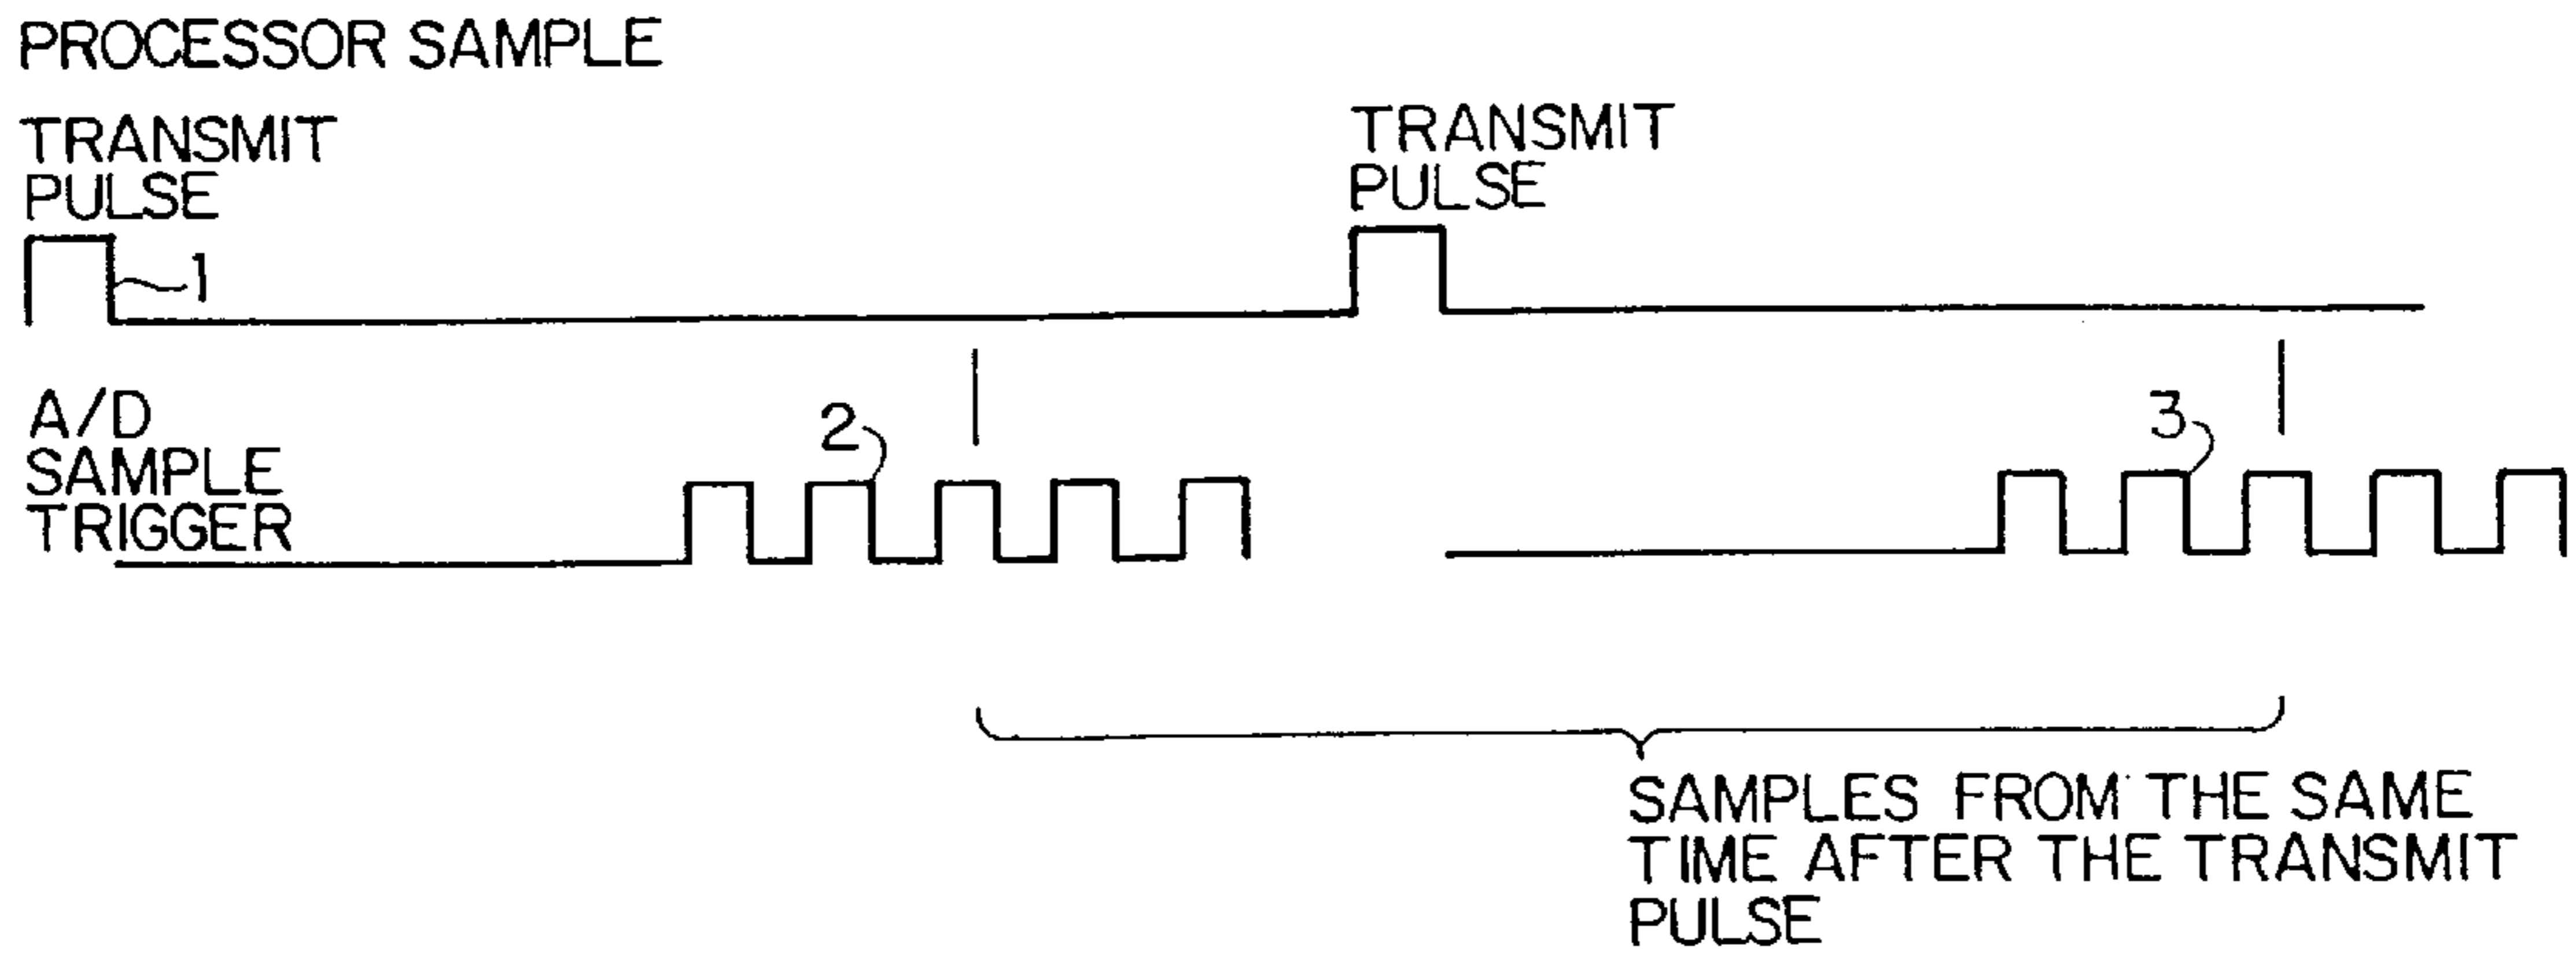 PROCESSOR SAMPLE
TRANSMIT
PULSE
TRANSMIT
PULSE
1
A/D
SAMPLE
TRIGGER
2
3
SAMPLES FROM THE SAME
TIME AFTER THE TRANSMIT
PULSE